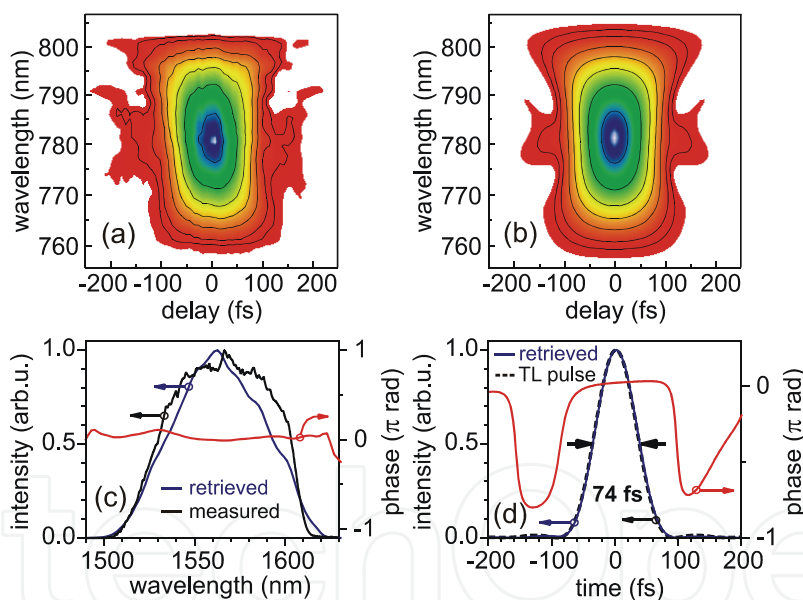 wavelength (nm)
800
790
780
770
760
(a)
-200 -100 0 100 200
delay (fs)
wavelength (nm)
800
790
780
770
760
(b)
-200 -100 0 100 200
delay (fs)
intensity (arb.u.)
1.0
0.5
0.0
(c)
retrieved
measured
1500 1550 1600
wavelength (nm)
1
0
-1
phase (π rad)
intensity (arb.u.)
1.0
0.5
0.0
(d)
retrieved
TL pulse
74 fs
-200 -100 0 100 200
time (fs)
0
-1
phase (π rad)